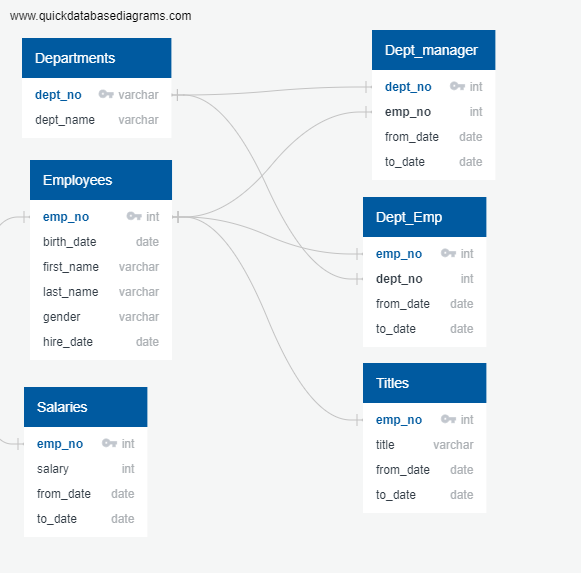 www.quickdatabasediagrams.com
Departments
dept_no varchar
dept_name varchar
Employees
emp_no int
birth_date date
first_name varchar
last_name varchar
gender varchar
hire_date date
Salaries
emp_no int
salary int
from_date date
to_date date
Dept_manager
dept_no int
emp_no int
from_date date
to_date date
Dept_Emp
emp_no int
dept_no int
from_date date
to_date date
Titles
emp_no int
title varchar
from_date date
to_date date